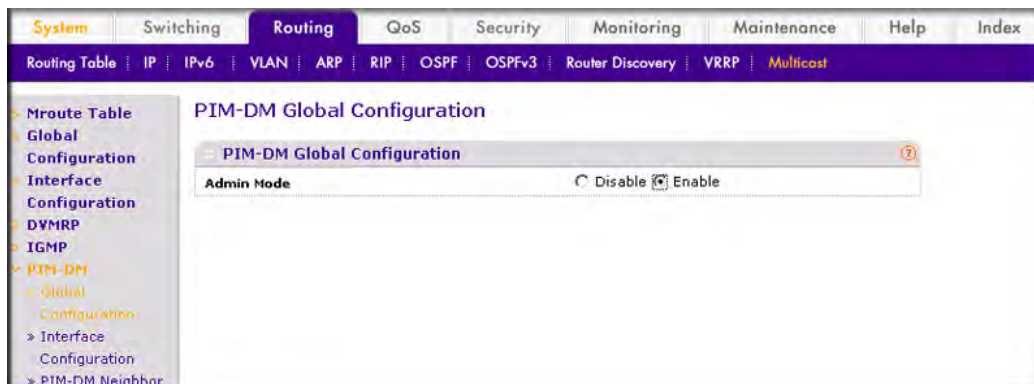 System Switching Routing QoS Security Monitoring Maintenance Help Index
Routing Table IP IPv6 VLAN ARP RIP OSPF OSPFv3 Router Discovery VRRP Multicast
Mroute Table
Global
Configuration
Interface
Configuration
DVMRP
IGMP
PIM-DM
Global
Configuration
» Interface
Configuration
» PIM-DM Neighbor
PIM-DM Global Configuration
PIM-DM Global Configuration ?
Admin Mode Disable Enable